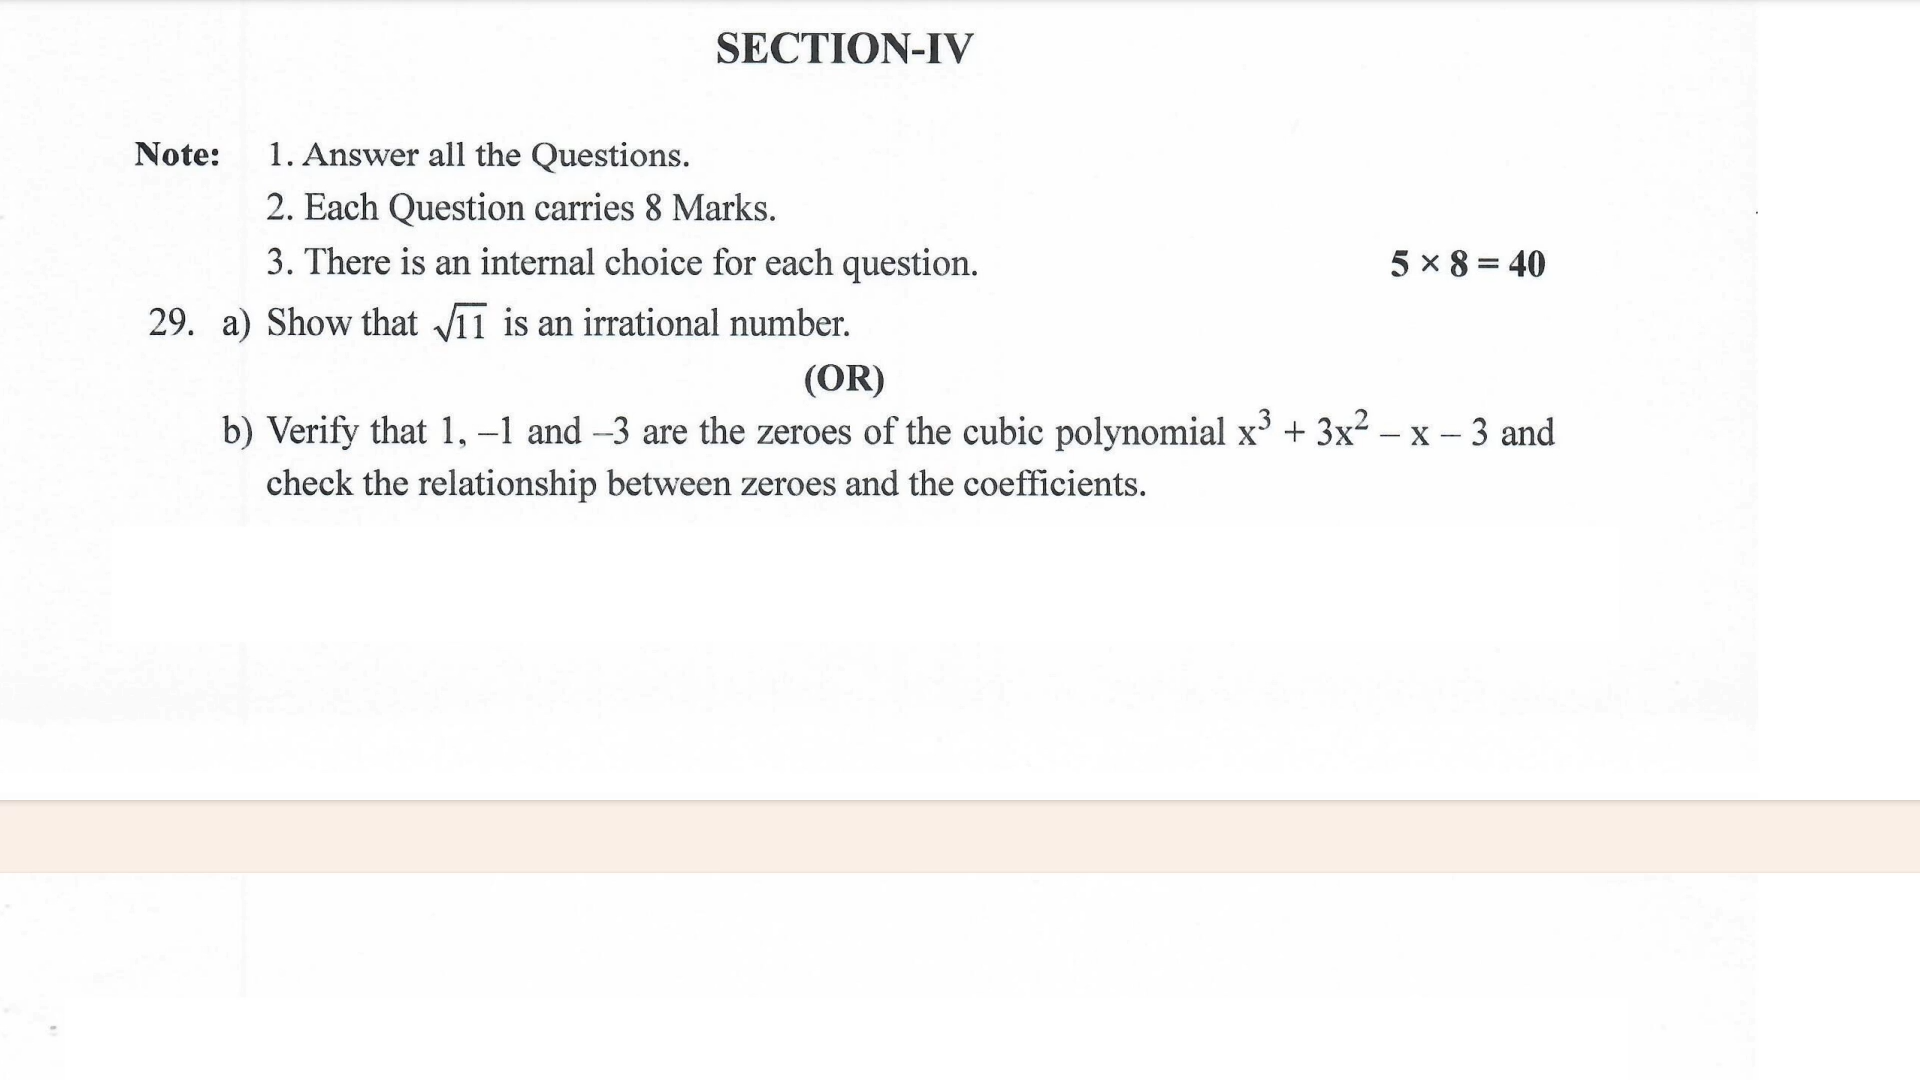 SECTION-IV
Note: 1. Answer all the Questions.
2. Each Question carries 8 Marks.
3. There is an internal choice for each question. 5 × 8 = 40
29. a) Show that √11 is an irrational number.
(OR)
b) Verify that 1, –1 and –3 are the zeroes of the cubic polynomial x³ + 3x² – x – 3 and
check the relationship between zeroes and the coefficients.